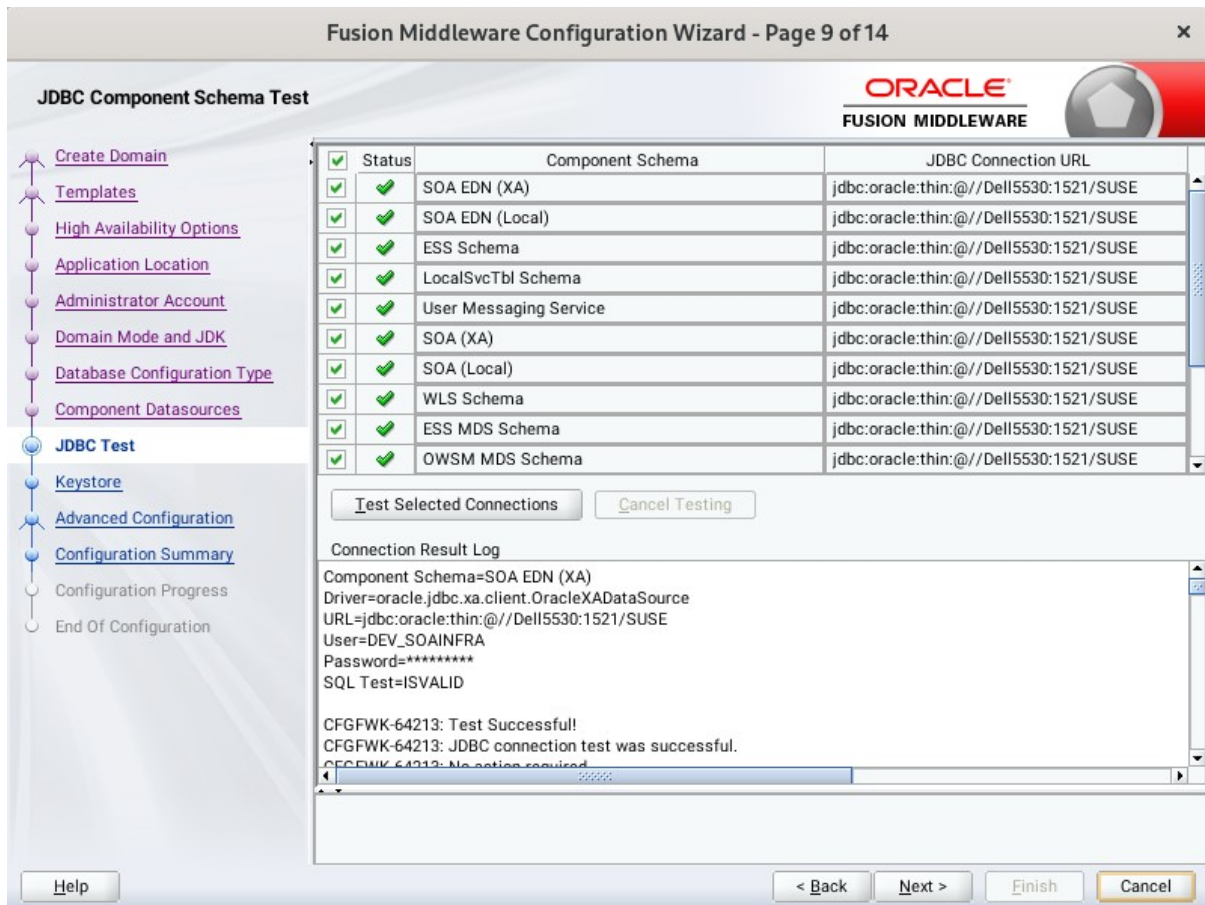 Fusion Middleware Configuration Wizard - Page 9 of 14
×
JDBC Component Schema Test
ORACLE
FUSION MIDDLEWARE
Create Domain
Templates
High Availability Options
Application Location
Administrator Account
Domain Mode and JDK
Database Configuration Type
Component Datasources
JDBC Test
Keystore
Advanced Configuration
Configuration Summary
Configuration Progress
End Of Configuration
Status Component Schema JDBC Connection URL
SOA EDN (XA) jdbc:oracle:thin:@//Dell5530:1521/SUSE
SOA EDN (Local) jdbc:oracle:thin:@//Dell5530:1521/SUSE
ESS Schema jdbc:oracle:thin:@//Dell5530:1521/SUSE
LocalSvcTbl Schema jdbc:oracle:thin:@//Dell5530:1521/SUSE
User Messaging Service jdbc:oracle:thin:@//Dell5530:1521/SUSE
SOA (XA) jdbc:oracle:thin:@//Dell5530:1521/SUSE
SOA (Local) jdbc:oracle:thin:@//Dell5530:1521/SUSE
WLS Schema jdbc:oracle:thin:@//Dell5530:1521/SUSE
ESS MDS Schema jdbc:oracle:thin:@//Dell5530:1521/SUSE
OWSM MDS Schema jdbc:oracle:thin:@//Dell5530:1521/SUSE
Test Selected Connections Cancel Testing
Connection Result Log
Component Schema=SOA EDN (XA)
Driver=oracle.jdbc.xa.client.OracleXADataSource
URL=jdbc:oracle:thin:@//Dell5530:1521/SUSE
User=DEV_SOAINFRA
Password=*********
SQL Test=ISVALID
CFGFWK-64213: Test Successful!
CFGFWK-64213: JDBC connection test was successful.
CFGFWK-64213: No action required
Help < Back Next > Finish Cancel